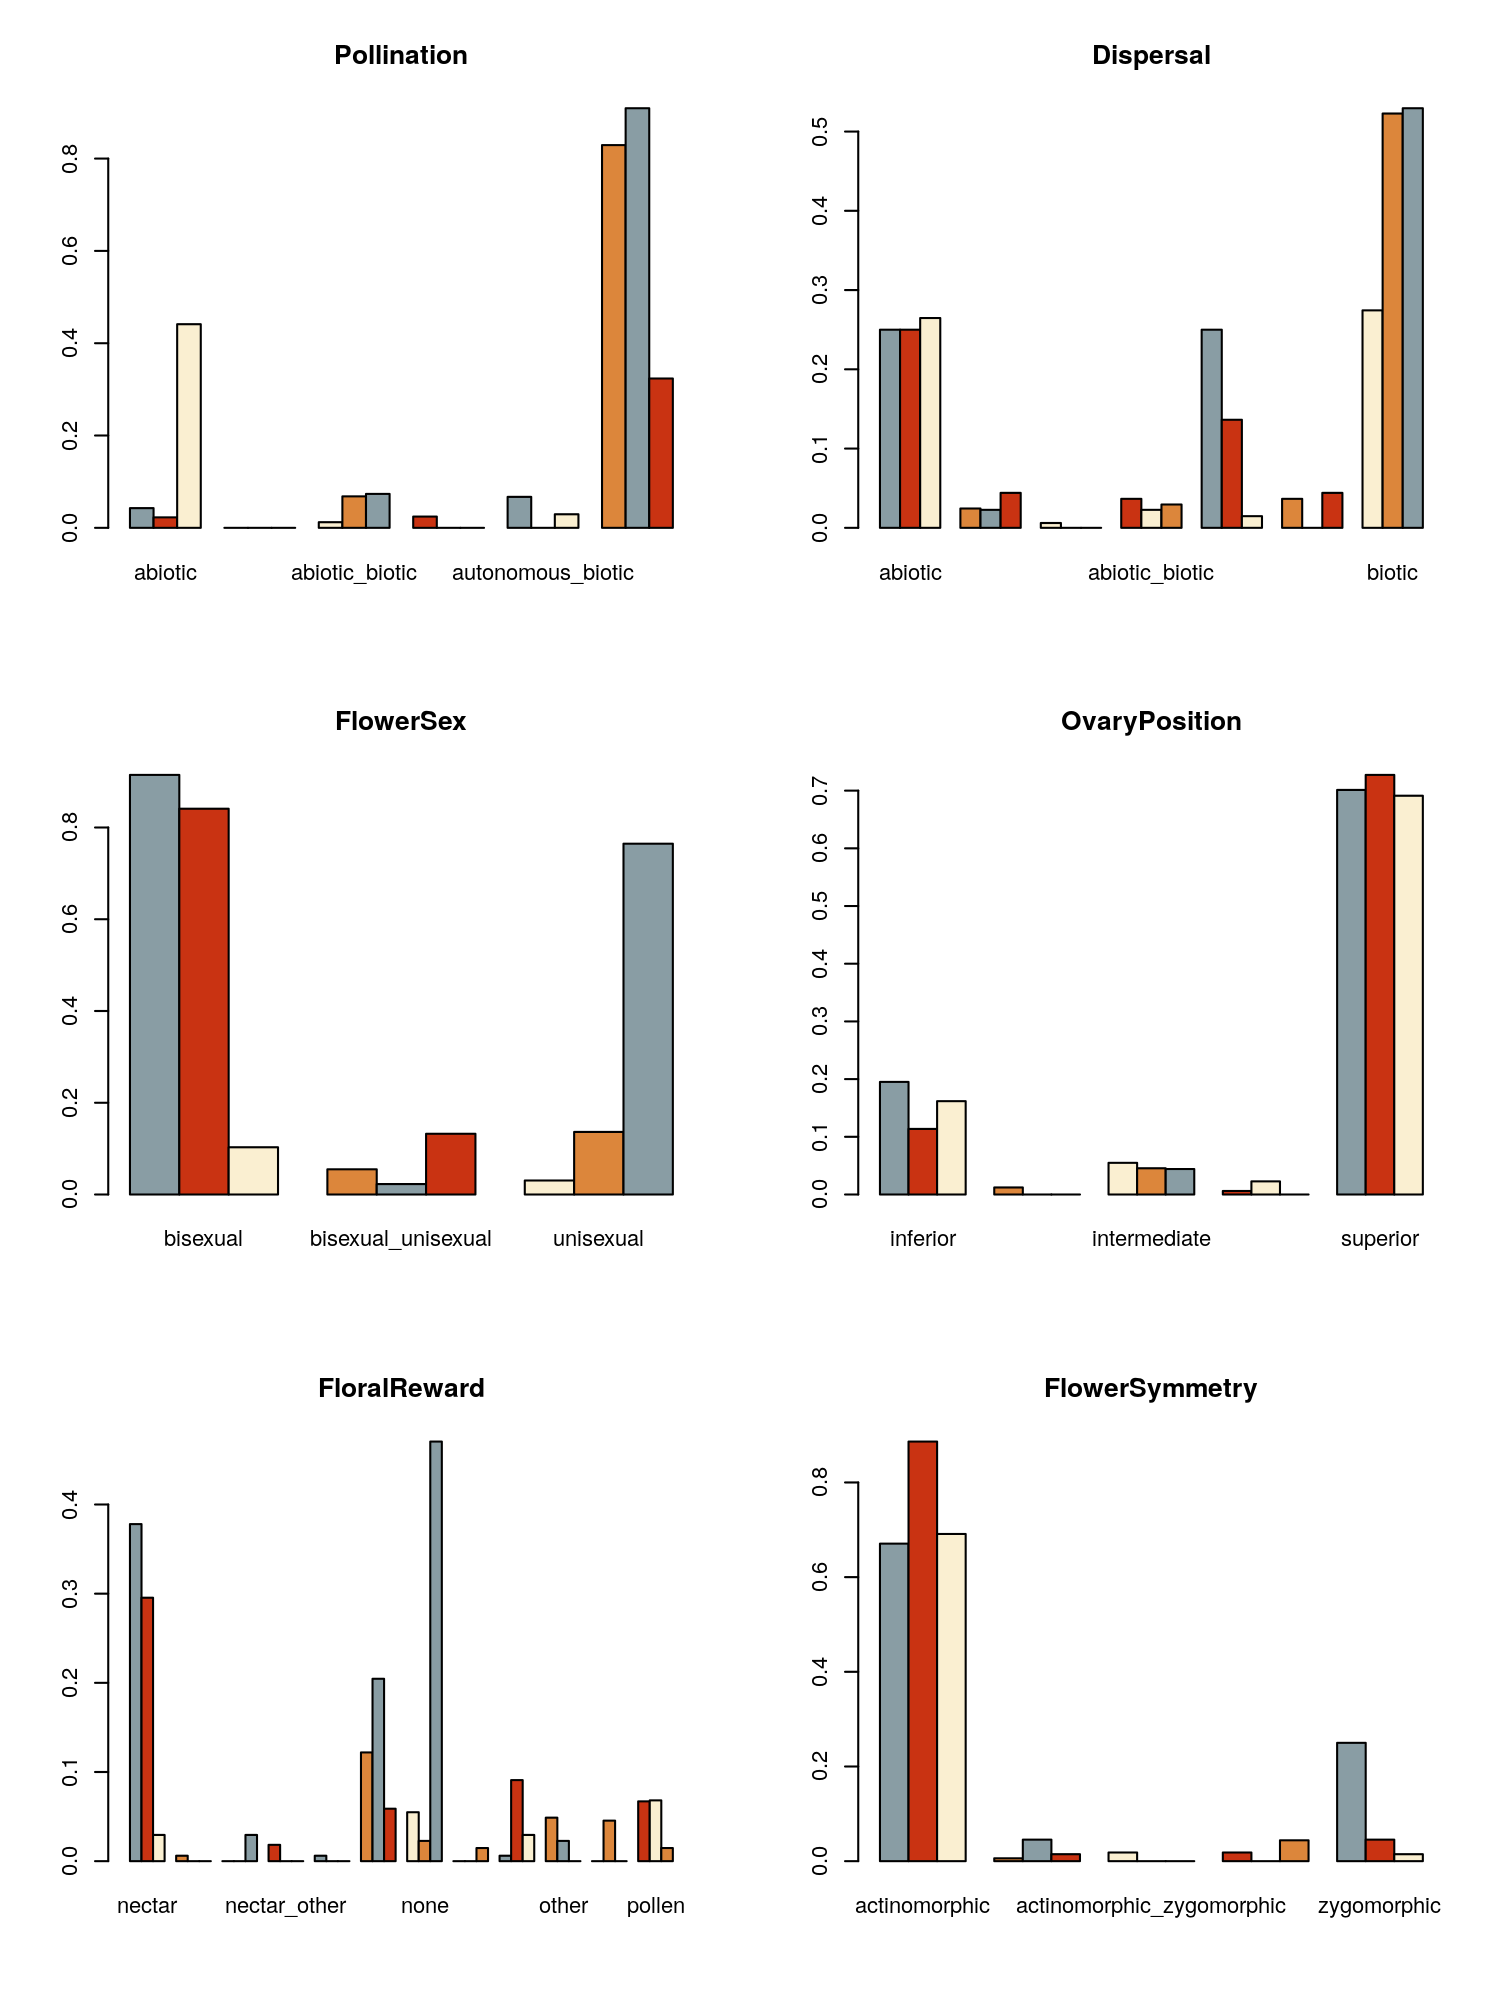 Pollination
0.0 0.2 0.4 0.6 0.8
abiotic abiotic_biotic autonomous_biotic
Dispersal
0.0 0.1 0.2 0.3 0.4 0.5
abiotic abiotic_biotic biotic
FlowerSex
0.0 0.2 0.4 0.6 0.8
bisexual bisexual_unisexual unisexual
OvaryPosition
0.0 0.1 0.2 0.3 0.4 0.5 0.6 0.7
inferior intermediate superior
FloralReward
0.0 0.1 0.2 0.3 0.4
nectar nectar_other none other pollen
FlowerSymmetry
0.0 0.2 0.4 0.6 0.8
actinomorphic actinomorphic_zygomorphic zygomorphic